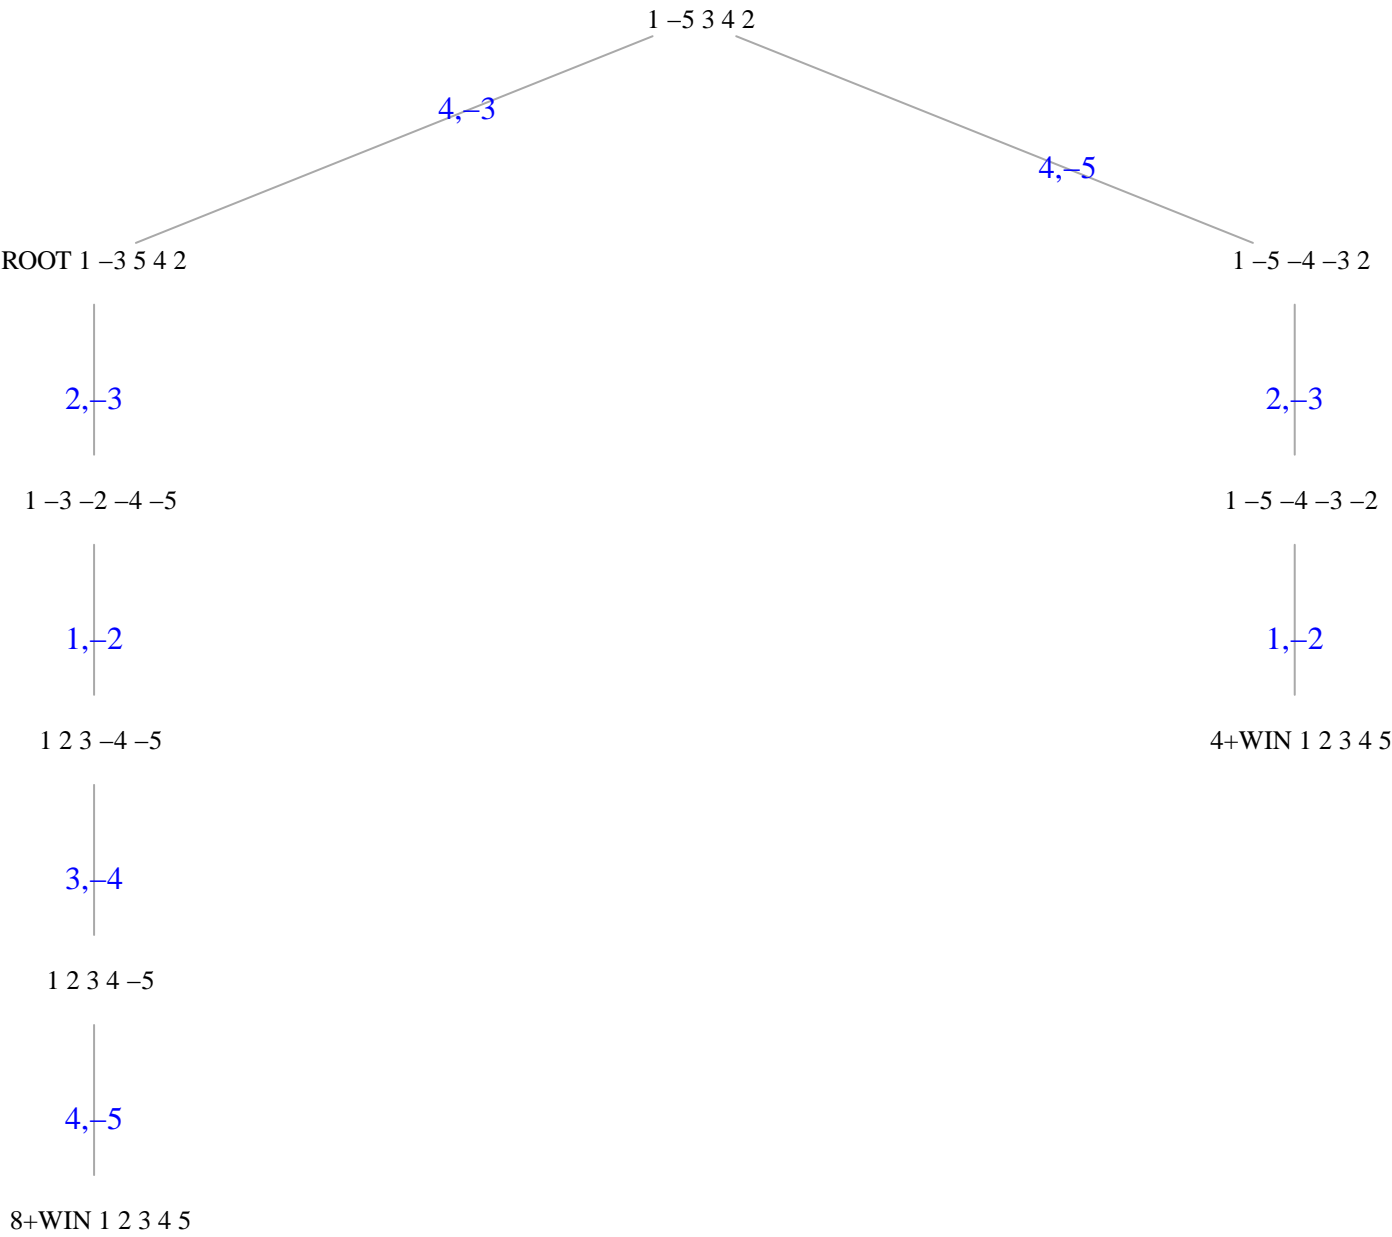 1 –5 3 4 2
4,–3
4,–5
ROOT 1 –3 5 4 2
1 –5 –4 –3 2
2,–3
2,–3
1 –3 –2 –4 –5
1 –5 –4 –3 –2
1,–2
1,–2
1 2 3 –4 –5
4+WIN 1 2 3 4 5
3,–4
1 2 3 4 –5
4,–5
8+WIN 1 2 3 4 5